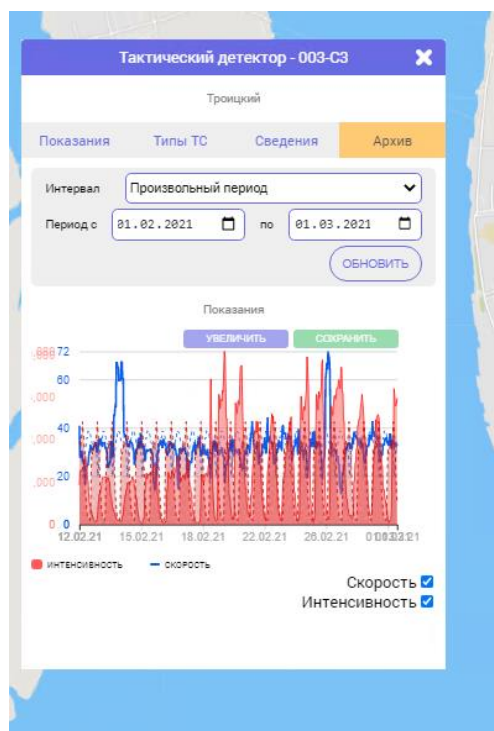 Тактический детектор - 003-С3
Троицкий
Показания Типы ТС Сведения Архив
Интервал Произвольный период
Период с 01.02.2021 по 01.03.2021
ОБНОВИТЬ
Показания
УВЕЛИЧИТЬ СОХРАНИТЬ
72
60
40
20
0 0
12.02.21 15.02.21 18.02.21 22.02.21 26.02.21
ИНТЕНСИВНОСТЬ СКОРОСТЬ
Скорость
Интенсивность